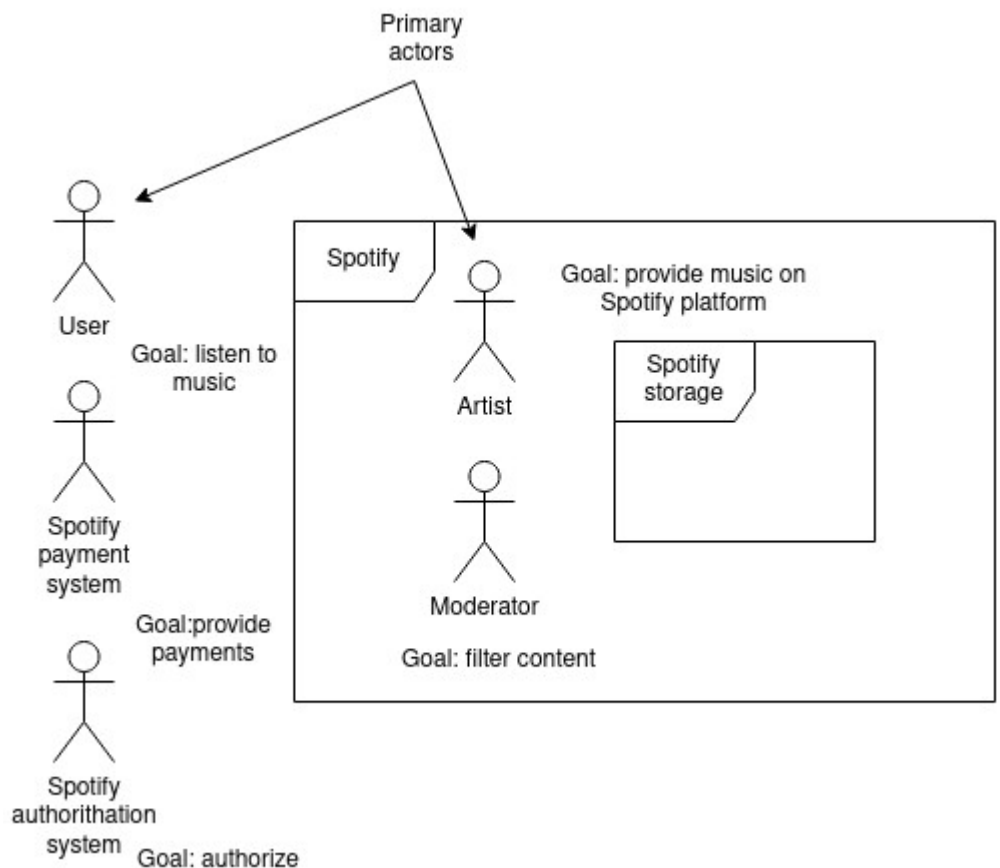 Primary
actors
User
Goal: listen to
music
Spotify
payment
system
Goal:provide
payments
Spotify
authorithation
system
Goal: authorize
Spotify
Artist
Goal: provide music on
Spotify platform
Spotify
storage
Moderator
Goal: filter content